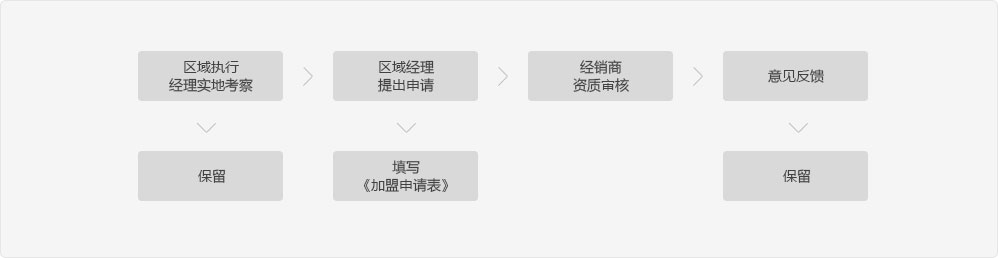 区域执行
经理实地考察
区域经理
提出申请
经销商
资质审核
意见反馈
保留
填写
《加盟申请表》
保留